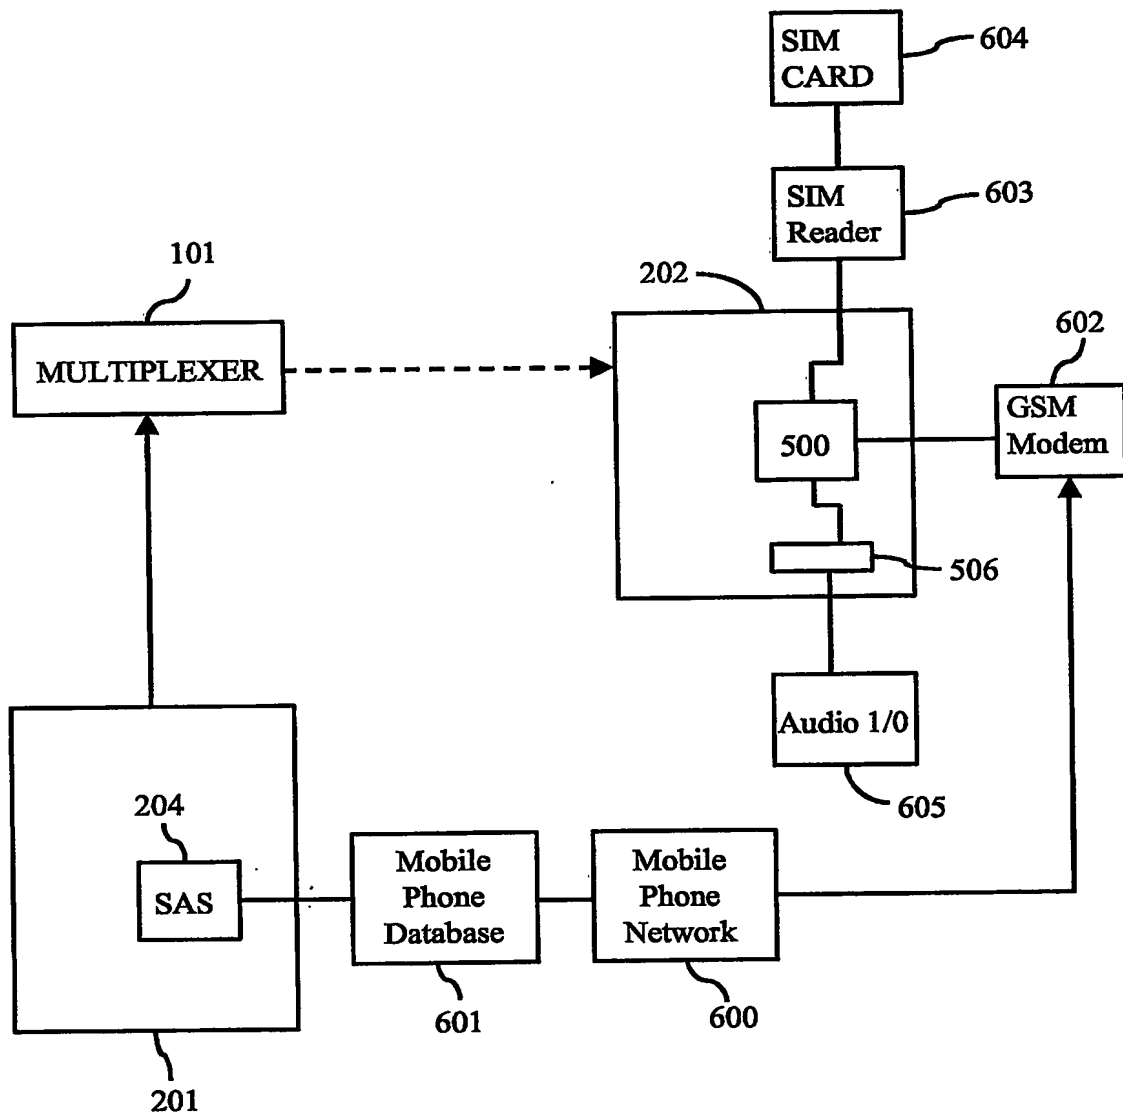 SIM
CARD
604
SIM
Reader
603
101
202
602
MULTIPLEXER
GSM
Modem
500
506
Audio 1/0
605
204
SAS
Mobile
Phone
Database
Mobile
Phone
Network
601
600
201